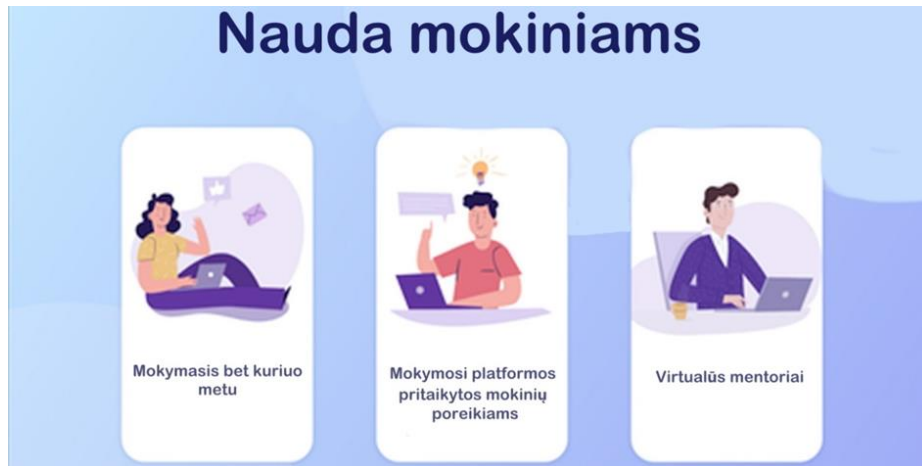 Nauda mokiniams
Mokymasis bet kuriuo
metu
Mokymosi platformos
pritaikytos mokinių
poreikiams
Virtualūs mentoriai